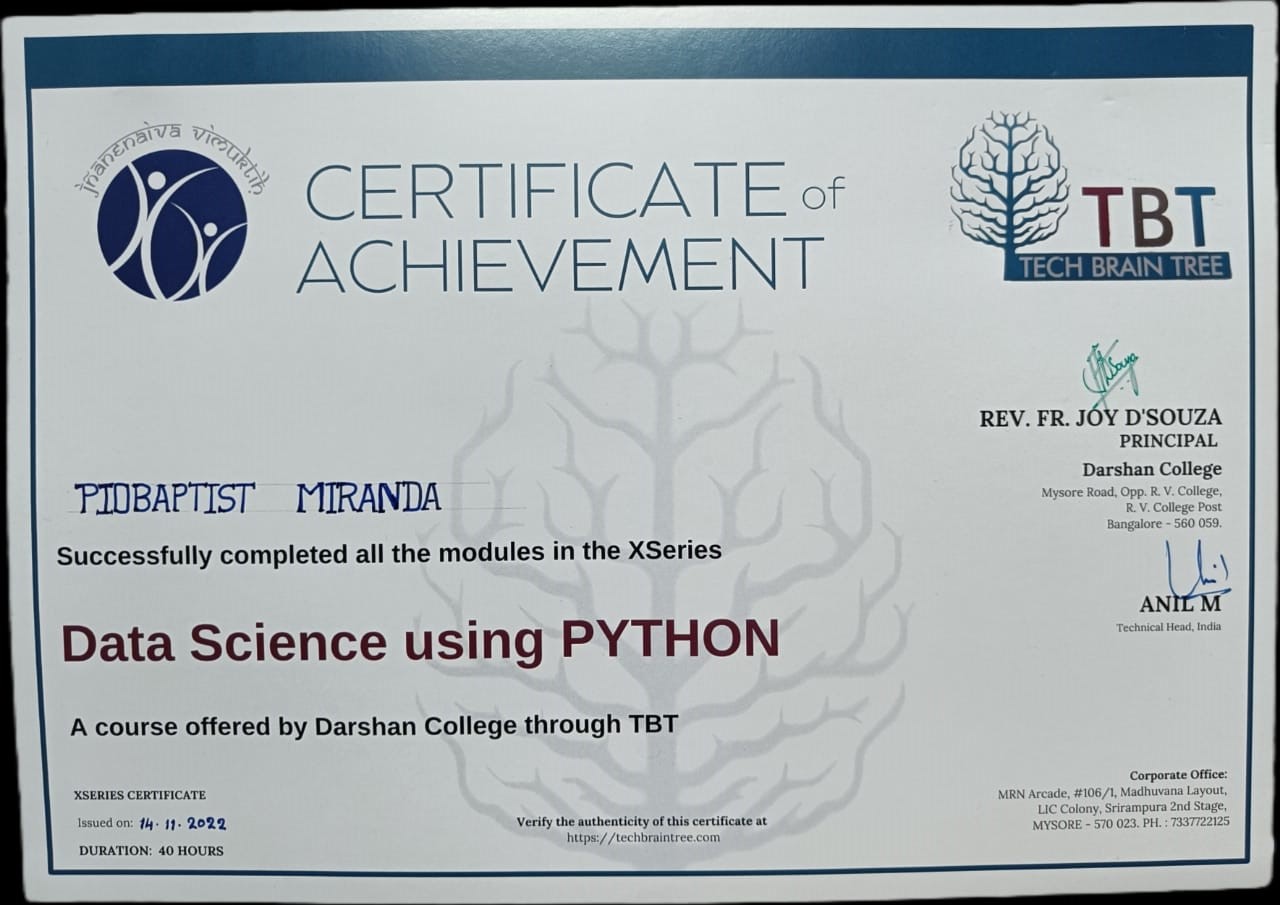 jñānenaiva vimuktiḥ
CERTIFICATE of
ACHIEVEMENT
TBT
TECH BRAIN TREE
REV. FR. JOY D'SOUZA
PRINCIPAL
Darshan College
Mysore Road, Opp. R. V. College,
R. V. College Post
Bangalore - 560 059.
ANIL M
Technical Head, India
PIOBAPTIST MIRANDA
Successfully completed all the modules in the XSeries
Data Science using PYTHON
A course offered by Darshan College through TBT
XSERIES CERTIFICATE
Issued on: 14.11.2022
DURATION: 40 HOURS
Verify the authenticity of this certificate at
https://techbraintree.com
Corporate Office:
MRN Arcade, #106/1, Madhuvana Layout,
LIC Colony, Srirampura 2nd Stage,
MYSORE - 570 023. PH. : 7337722125